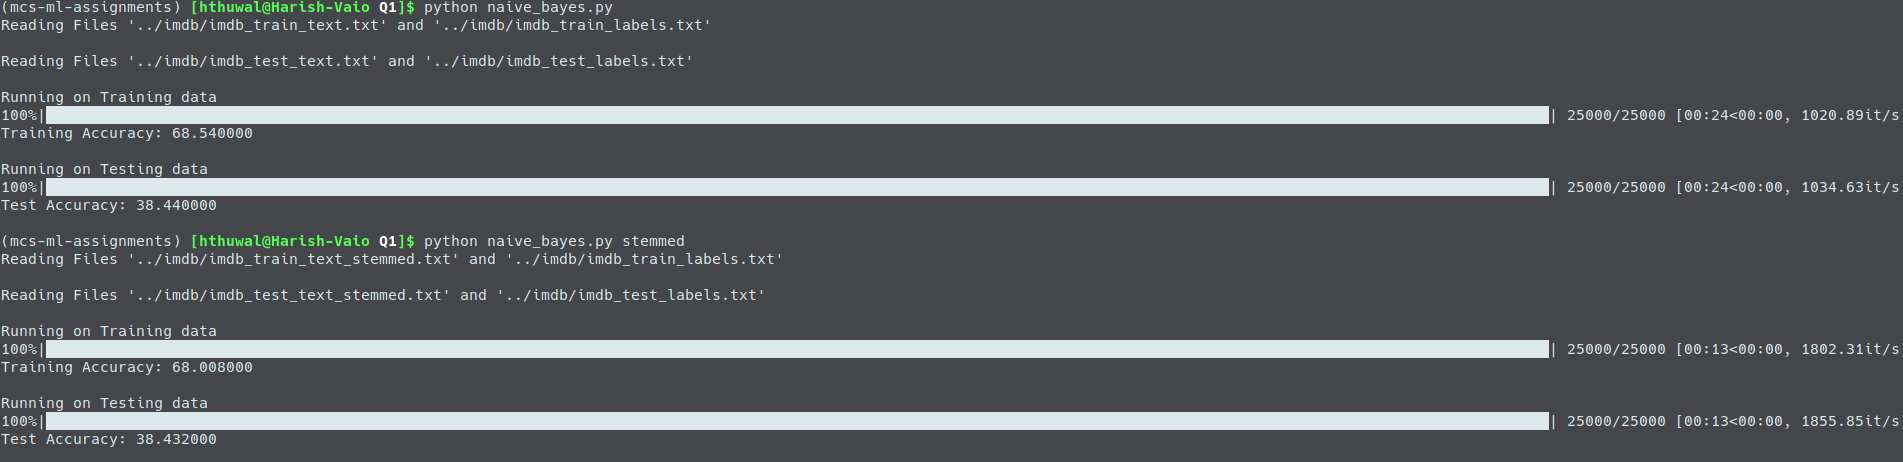 (mcs-ml-assignments) [hthuwal@Harish-Vaio Q1]$ python naive_bayes.py
Reading Files '../imdb/imdb_train_text.txt' and '../imdb/imdb_train_labels.txt'
Reading Files '../imdb/imdb_test_text.txt' and '../imdb/imdb_test_labels.txt'
Running on Training data
100%| | 25000/25000 [00:24<00:00, 1020.89it/s
Training Accuracy: 68.540000
Running on Testing data
100%| | 25000/25000 [00:24<00:00, 1034.63it/s
Test Accuracy: 38.440000
(mcs-ml-assignments) [hthuwal@Harish-Vaio Q1]$ python naive_bayes.py stemmed
Reading Files '../imdb/imdb_train_text_stemmed.txt' and '../imdb/imdb_train_labels.txt'
Reading Files '../imdb/imdb_test_text_stemmed.txt' and '../imdb/imdb_test_labels.txt'
Running on Training data
100%| | 25000/25000 [00:13<00:00, 1802.31it/s
Training Accuracy: 68.008000
Running on Testing data
100%| | 25000/25000 [00:13<00:00, 1855.85it/s
Test Accuracy: 38.432000